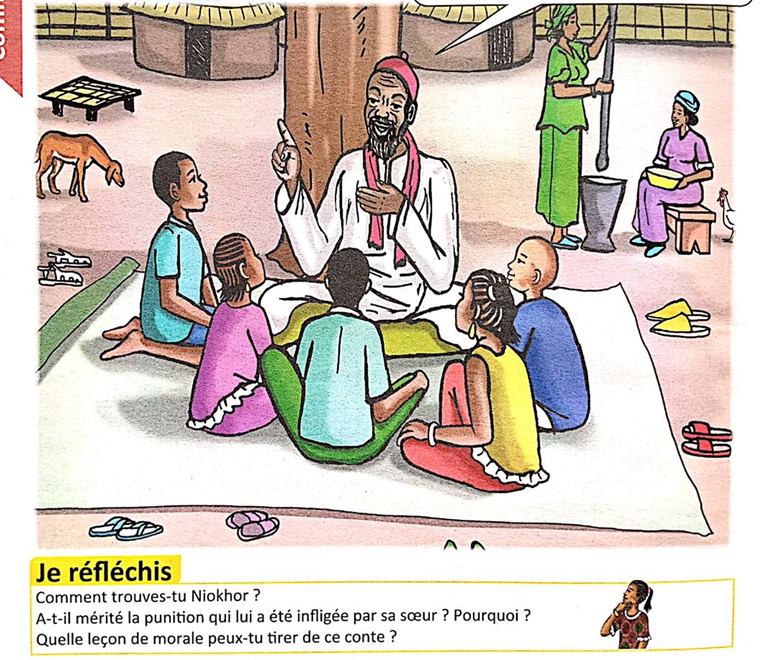 Je réfléchis
Comment trouves-tu Niokhor ?
A-t-il mérité la punition qui lui a été infligée par sa sœur ? Pourquoi ?
Quelle leçon de morale peux-tu tirer de ce conte ?